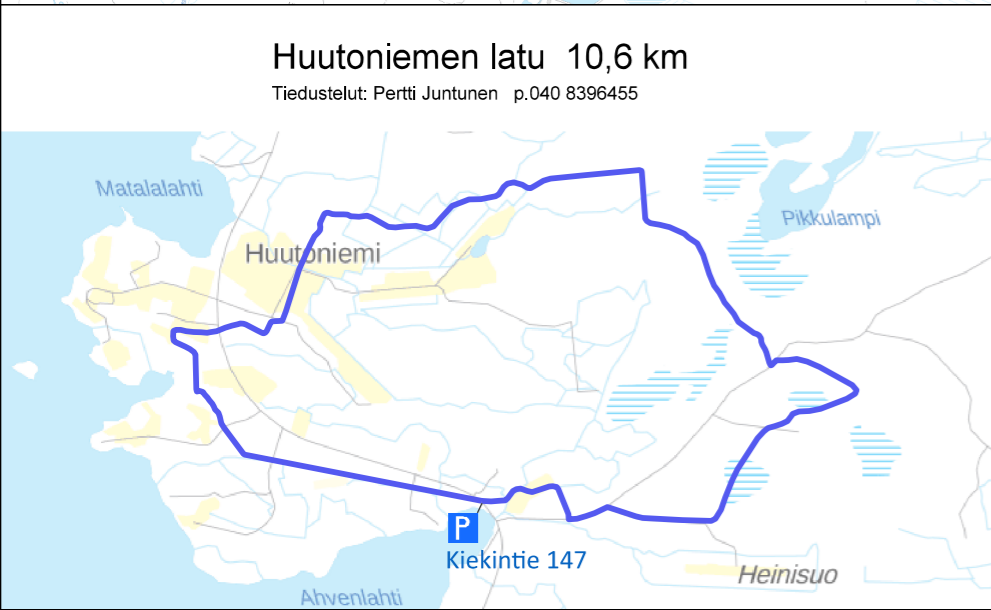 Huutoniemen latu 10,6 km
Tiedustelut: Pertti Juntunen p.040 8396455
Matalalahti
Pikkulampi
Huutoniemi
P
Kiekintie 147
Heinisuo
Ahvenlahti